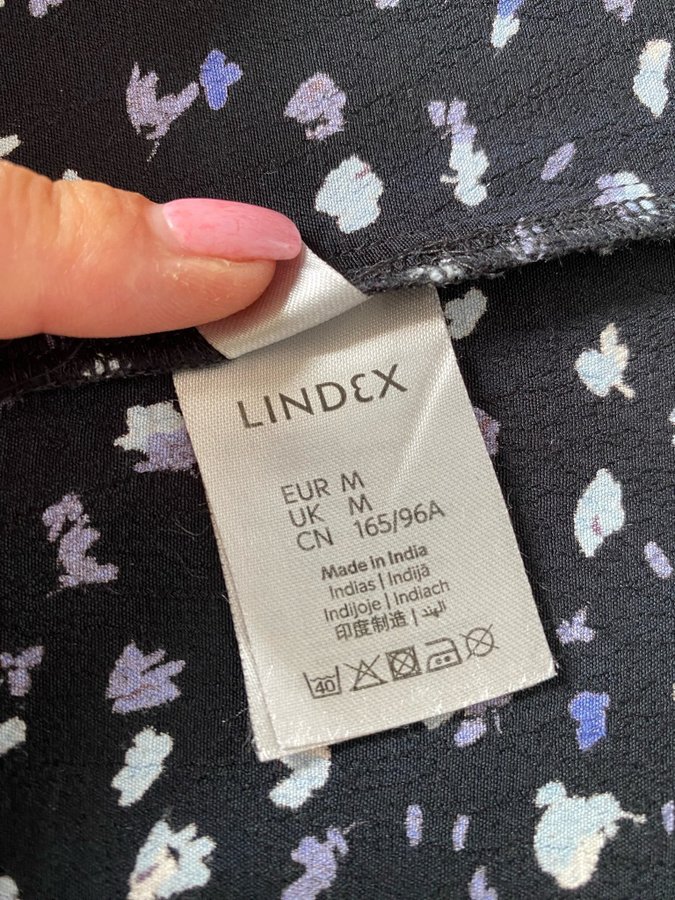 LINDEX
EUR M
UK M
CN 165/96A
Made in India
Indias | Indijā
Indijoje | Indiach
印度制造 | الهند
40